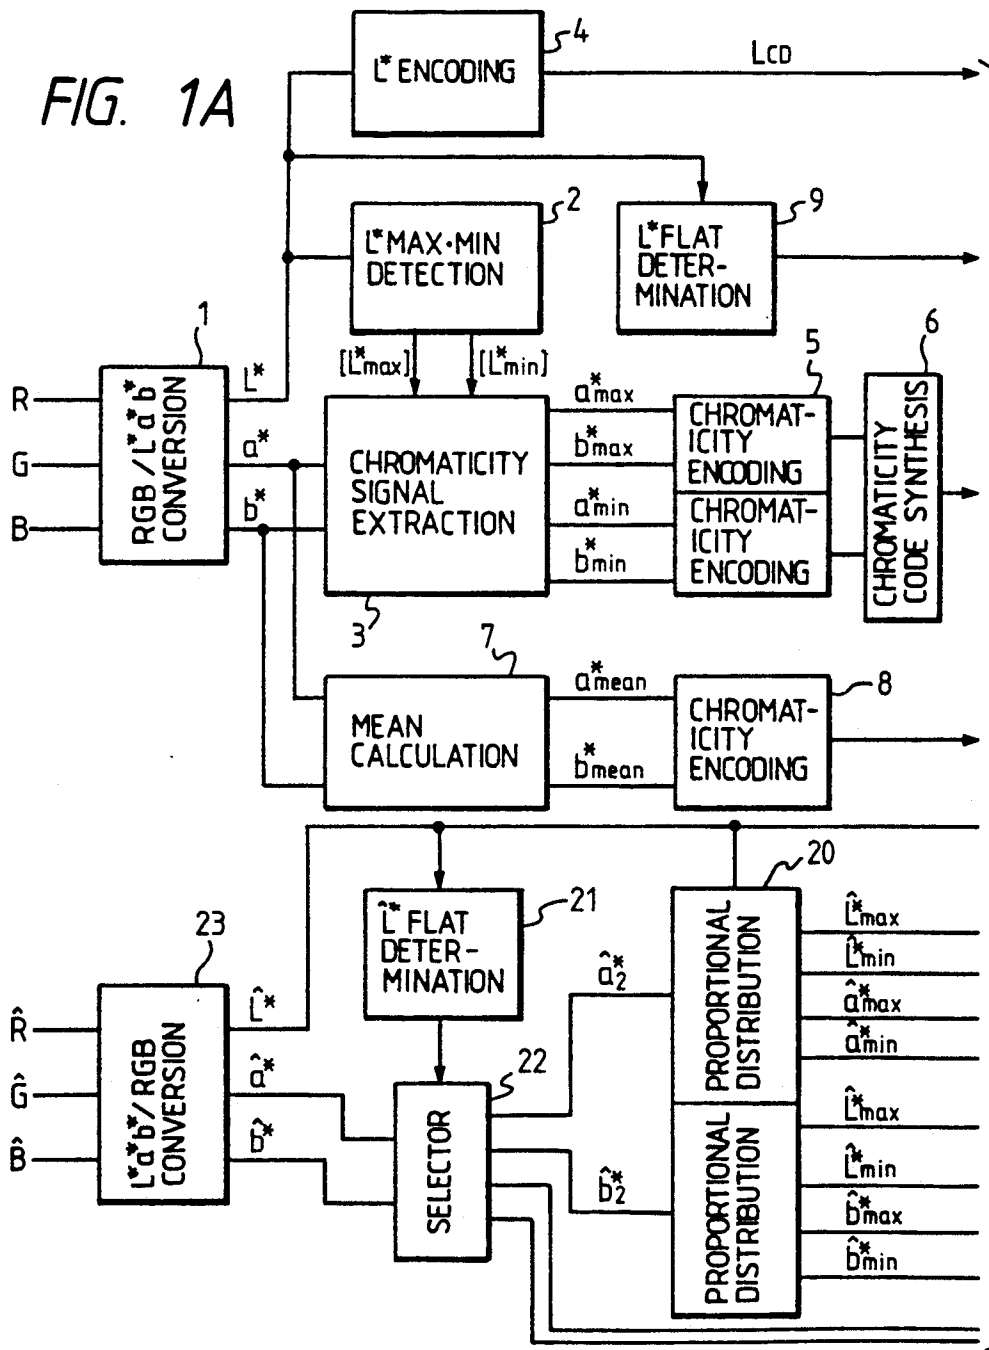 FIG. 1A
4
L* ENCODING
LCD
2
L* MAX·MIN
DETECTION
9
L* FLAT
DETER-
MINATION
1
RGB/L*a*b*
CONVERSION
R
G
B
L*
a*
b*
[L*max]
[L*min]
CHROMATICITY
SIGNAL
EXTRACTION
3
a*max
b*max
a*min
b*min
5
CHROMAT-
ICITY
ENCODING
CHROMAT-
ICITY
ENCODING
6
CHROMATICITY
CODE SYNTHESIS
7
MEAN
CALCULATION
a*mean
b*mean
8
CHROMAT-
ICITY
ENCODING
20
21
L̂* FLAT
DETER-
MINATION
23
L*a*b*/RGB
CONVERSION
R̂
Ĝ
B̂
L̂*
â*
b̂*
22
SELECTOR
â2*
b̂2*
PROPORTIONAL
DISTRIBUTION
PROPORTIONAL
DISTRIBUTION
L̂*max
L̂*min
â*max
â*min
L̂*max
L̂*min
b̂*max
b̂*min